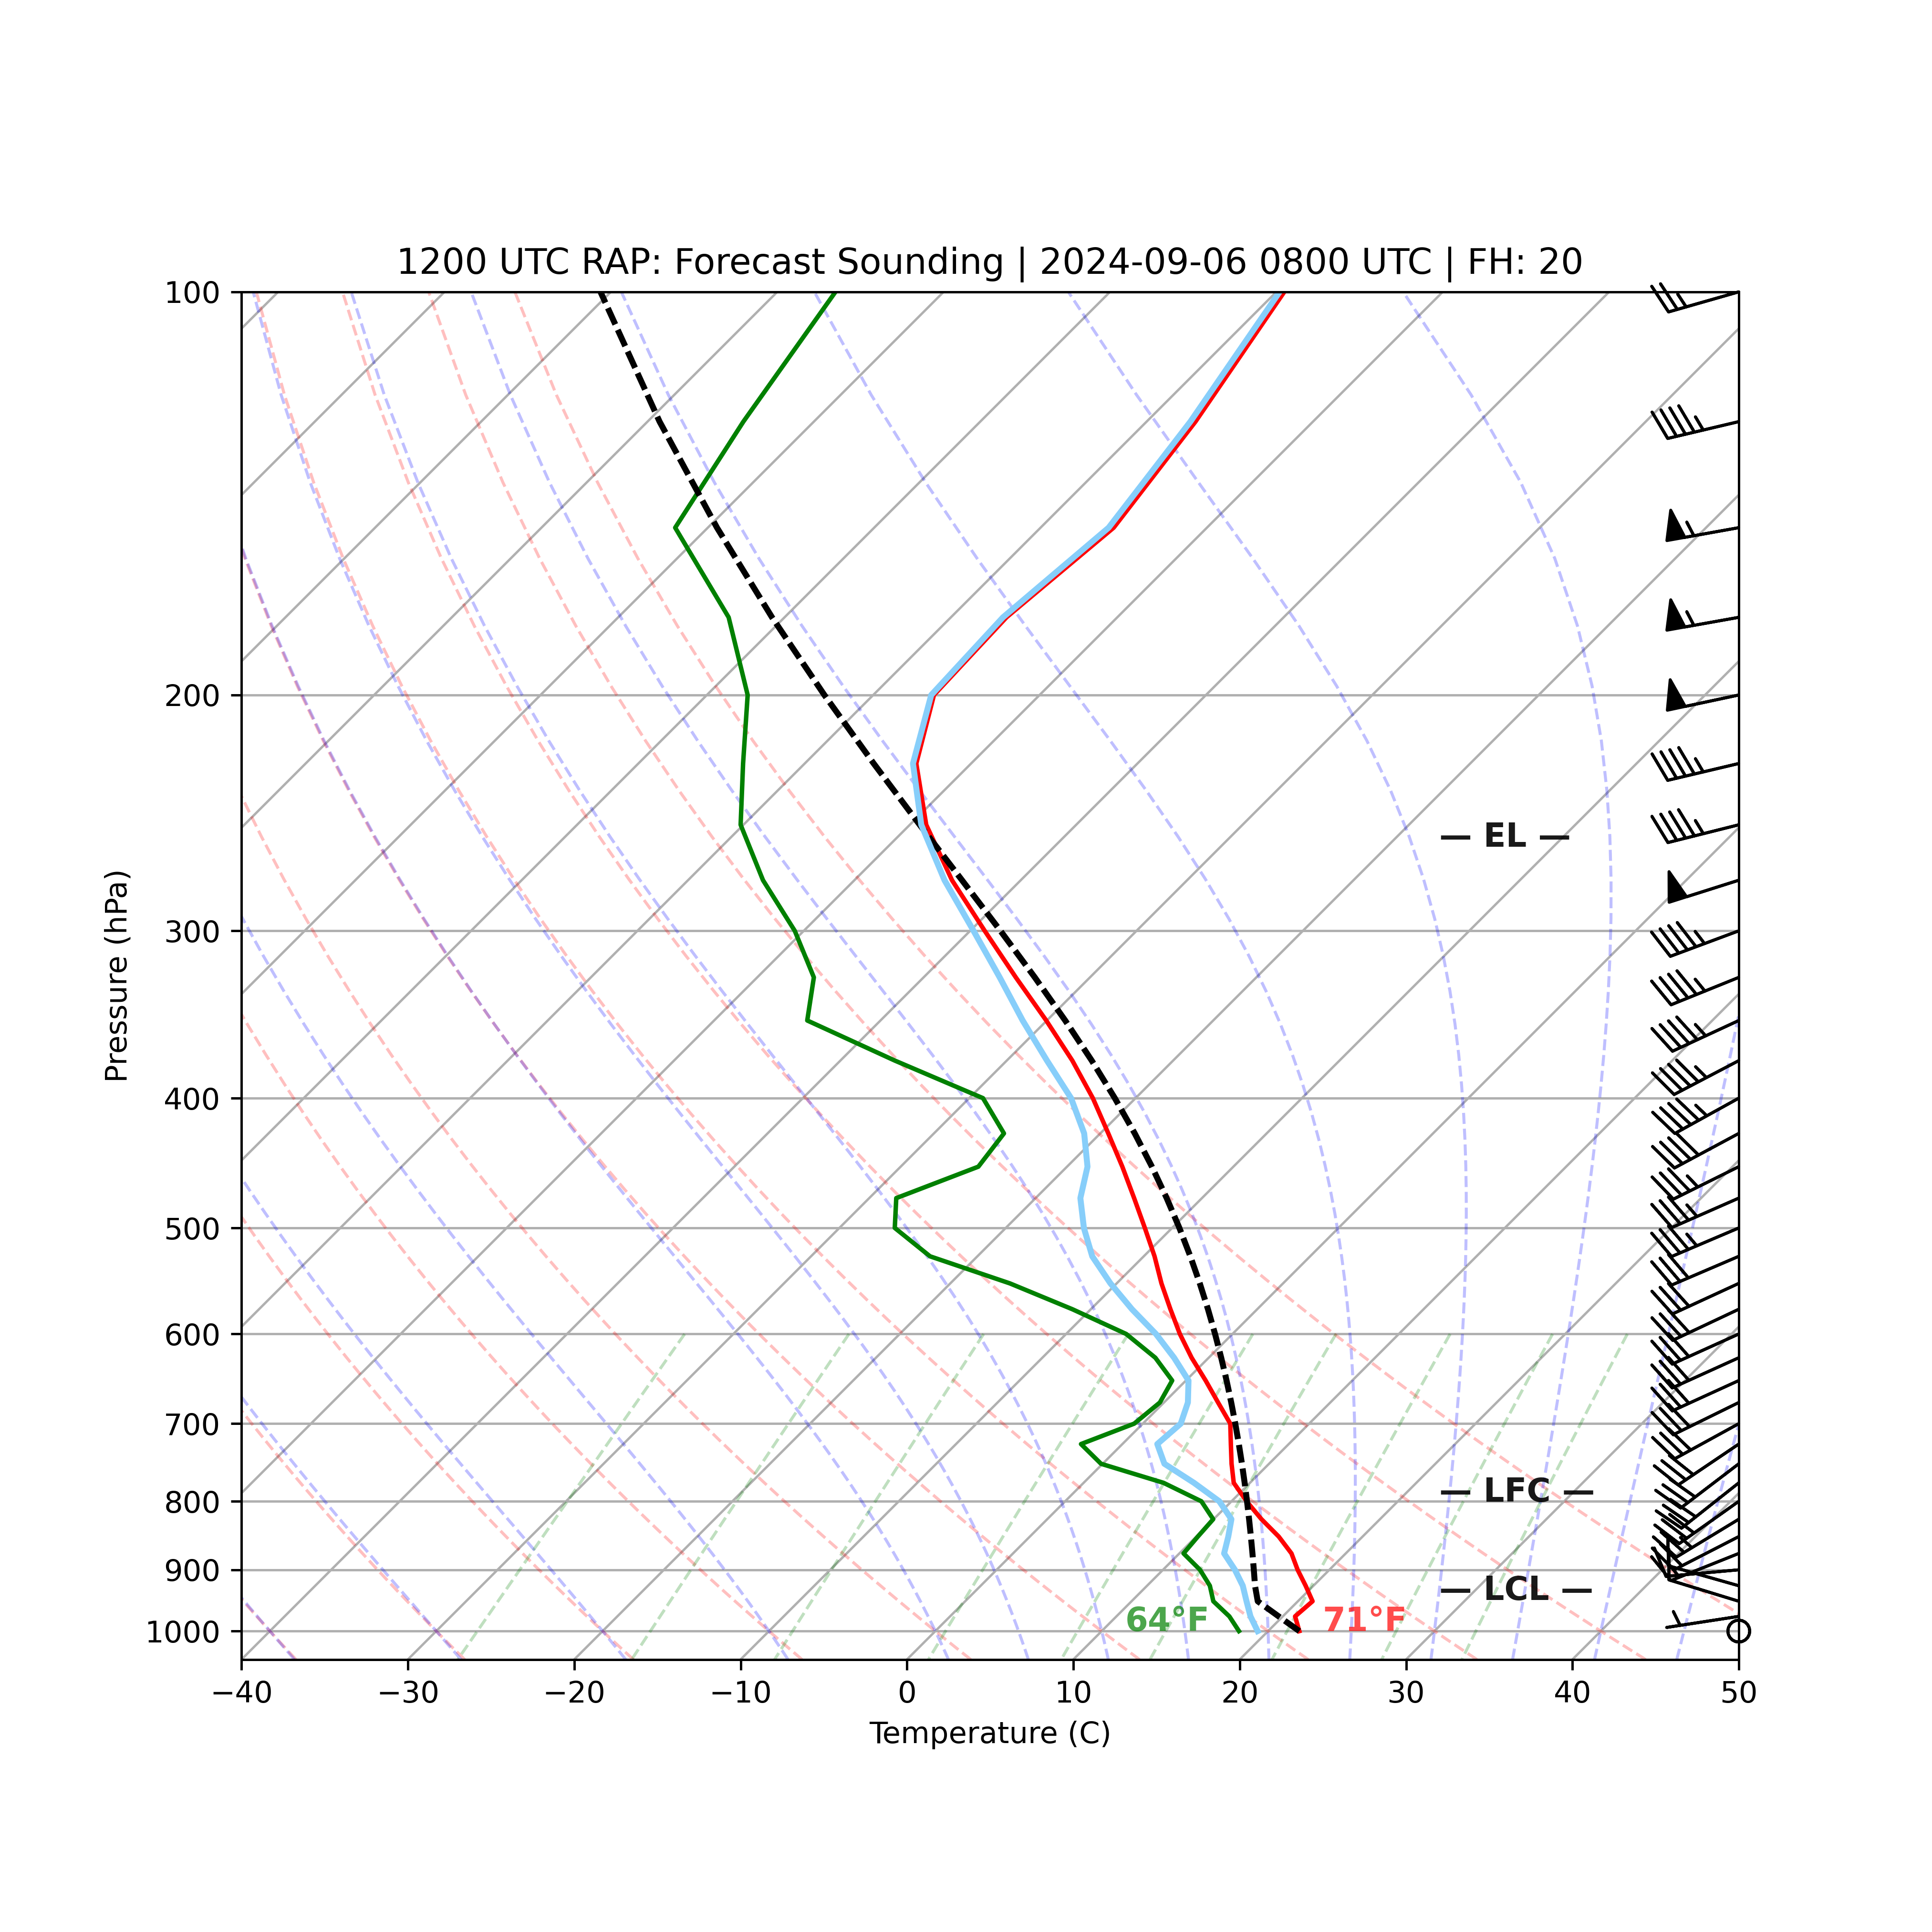 1200 UTC RAP: Forecast Sounding | 2024-09-06 0800 UTC | FH: 20
100
200
— EL —
300
Pressure (hPa)
400
500
600
700
— LFC —
800
900
— LCL —
64°F
71°F
1000
−40 −30 −20 −10 0 10 20 30 40 50
Temperature (C)